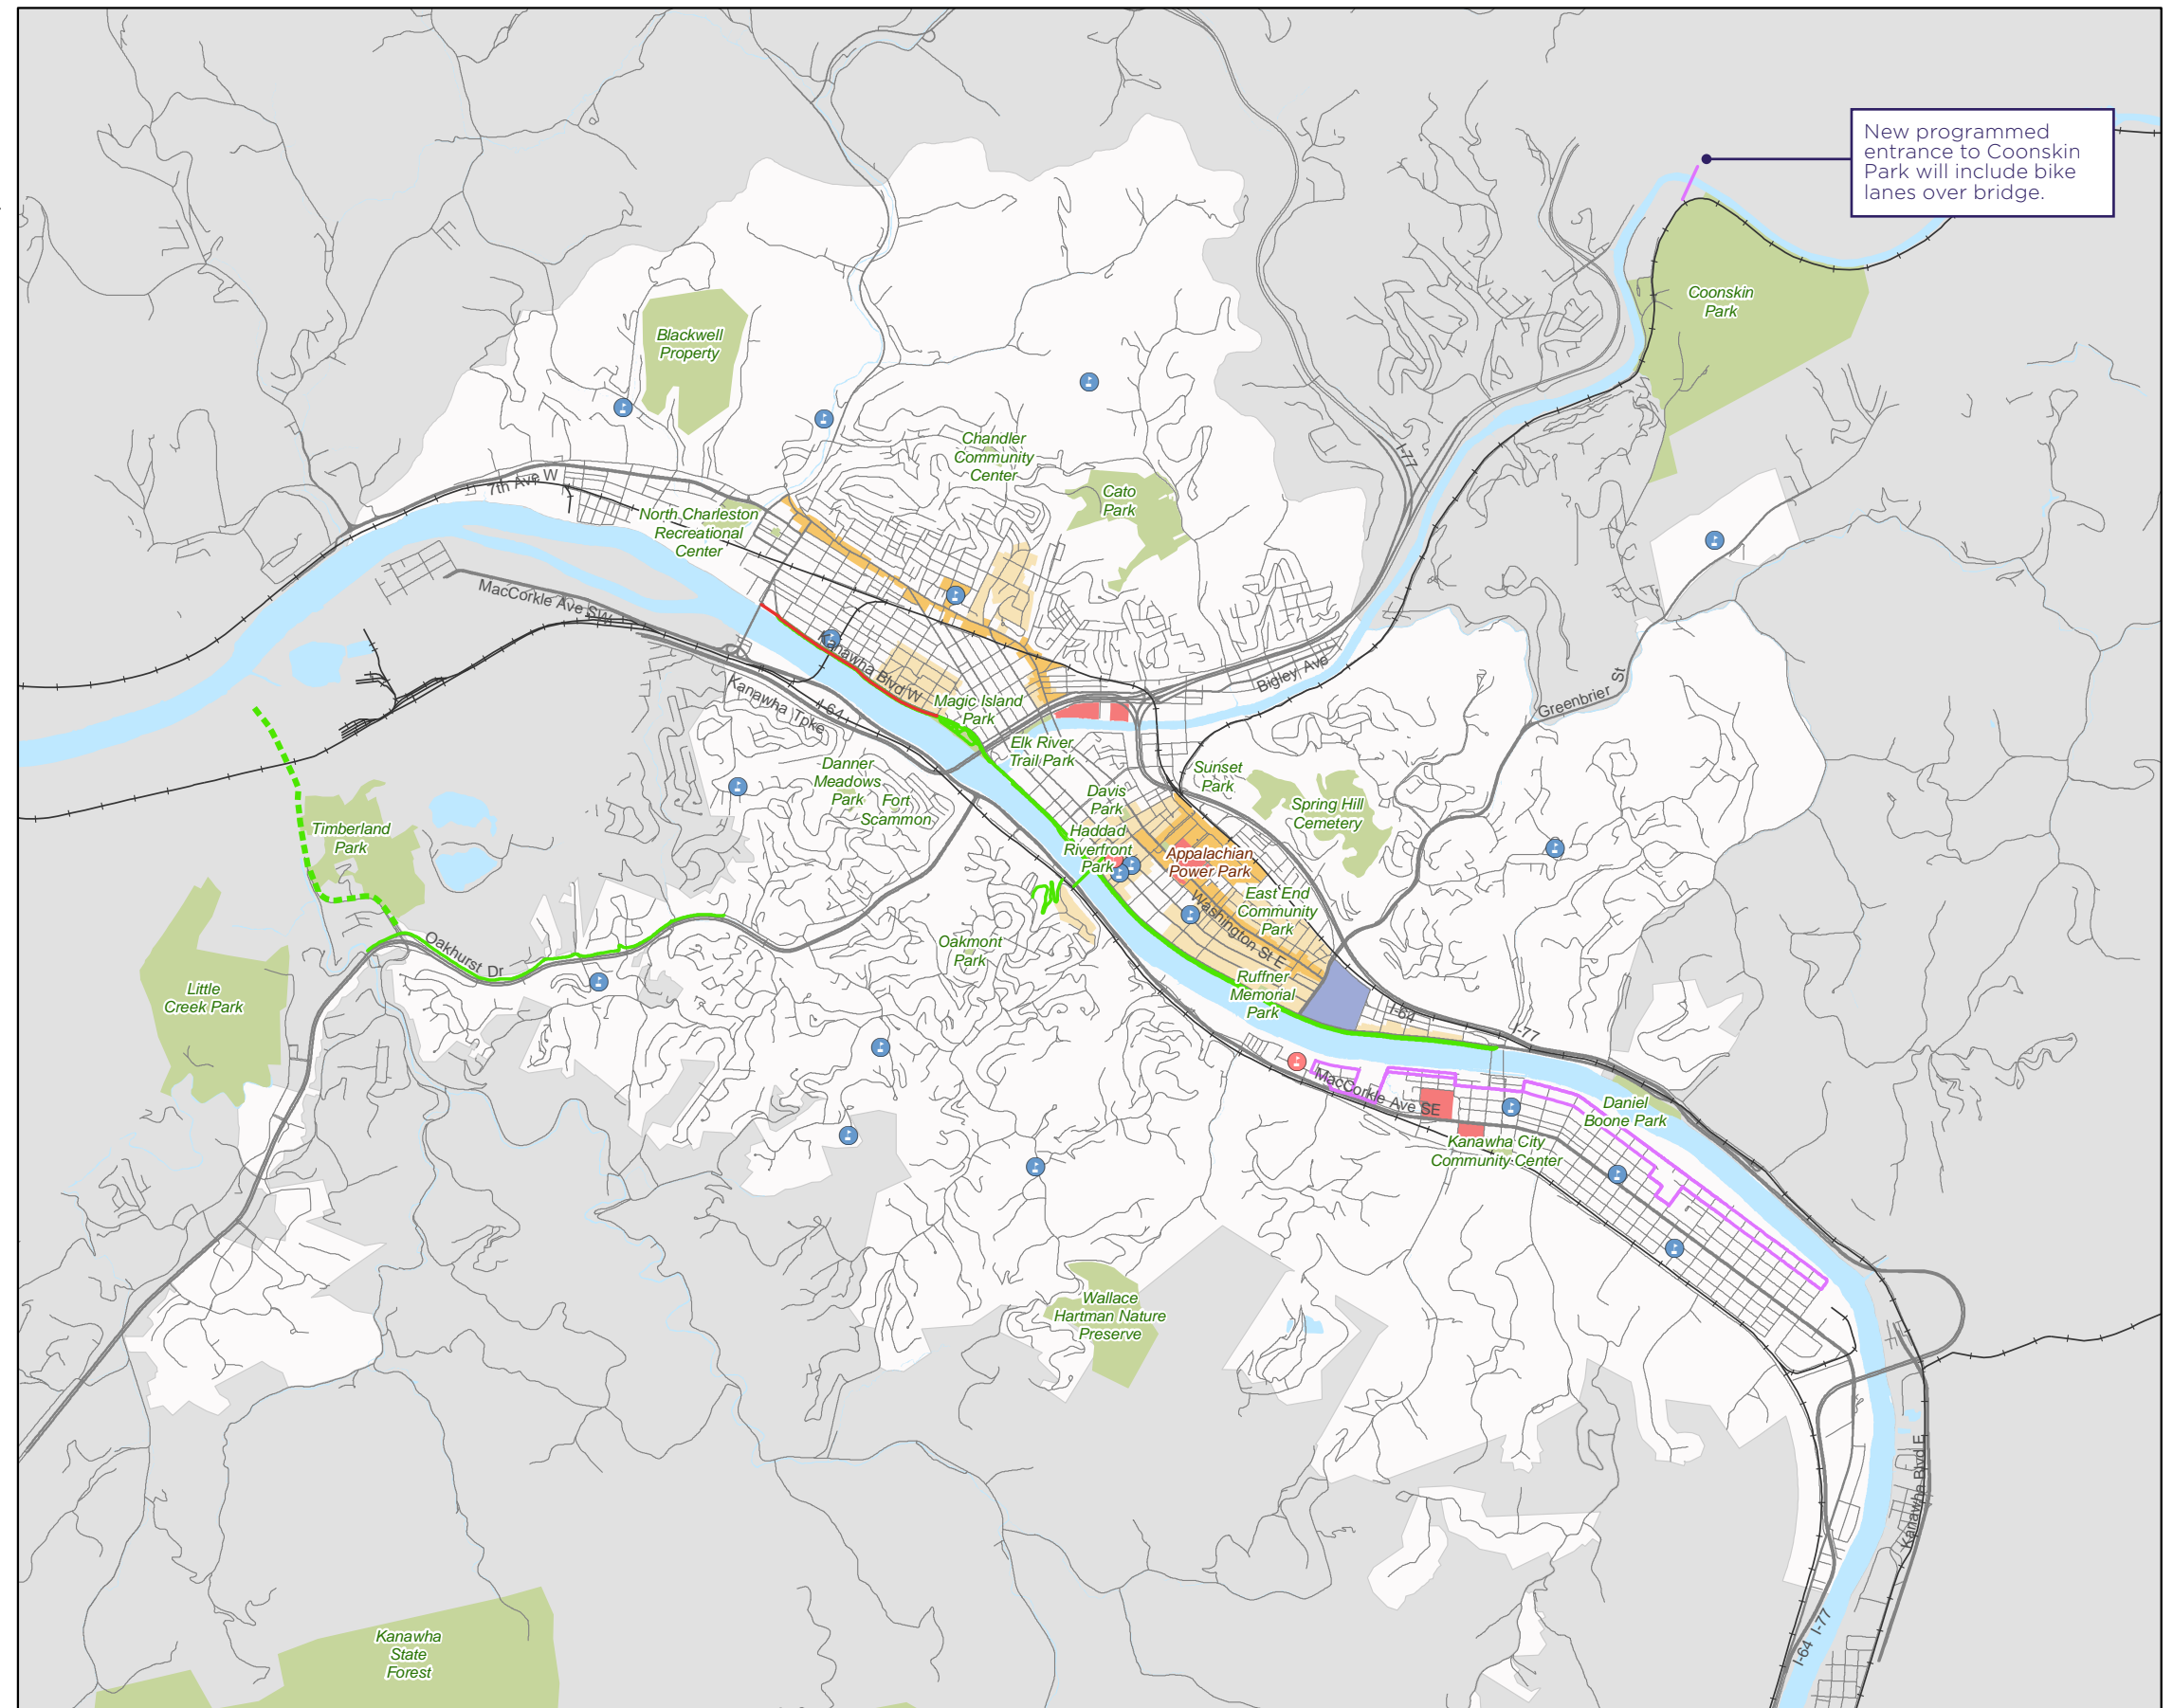 New programmed
entrance to Coonskin
Park will include bike
lanes over bridge.
Coonskin
Park
Blackwell
Property
I-77
Chandler
Community
Center
Cato
Park
7th Ave W
North Charleston
Recreational
Center
MacCorkle Ave SW
Kanawha Blvd W
Kanawha Tpke
I-64
Magic Island
Park
Bigley Ave
Greenbrier St
Elk River
Trail Park
Sunset
Park
Danner
Meadows
Park
Fort
Scammon
Davis
Park
Spring Hill
Cemetery
Haddad
Riverfront
Park
Timberland
Park
Appalachian
Power Park
East End
Community
Park
Washington St E
Oakhurst Dr
Oakmont
Park
Little
Creek Park
Ruffner
Memorial
Park
I-64
I-77
MacCorkle Ave SE
Daniel
Boone Park
Kanawha City
Community Center
Wallace
Hartman Nature
Preserve
Kanawha Blvd E
Kanawha
State
Forest
I-64
I-77